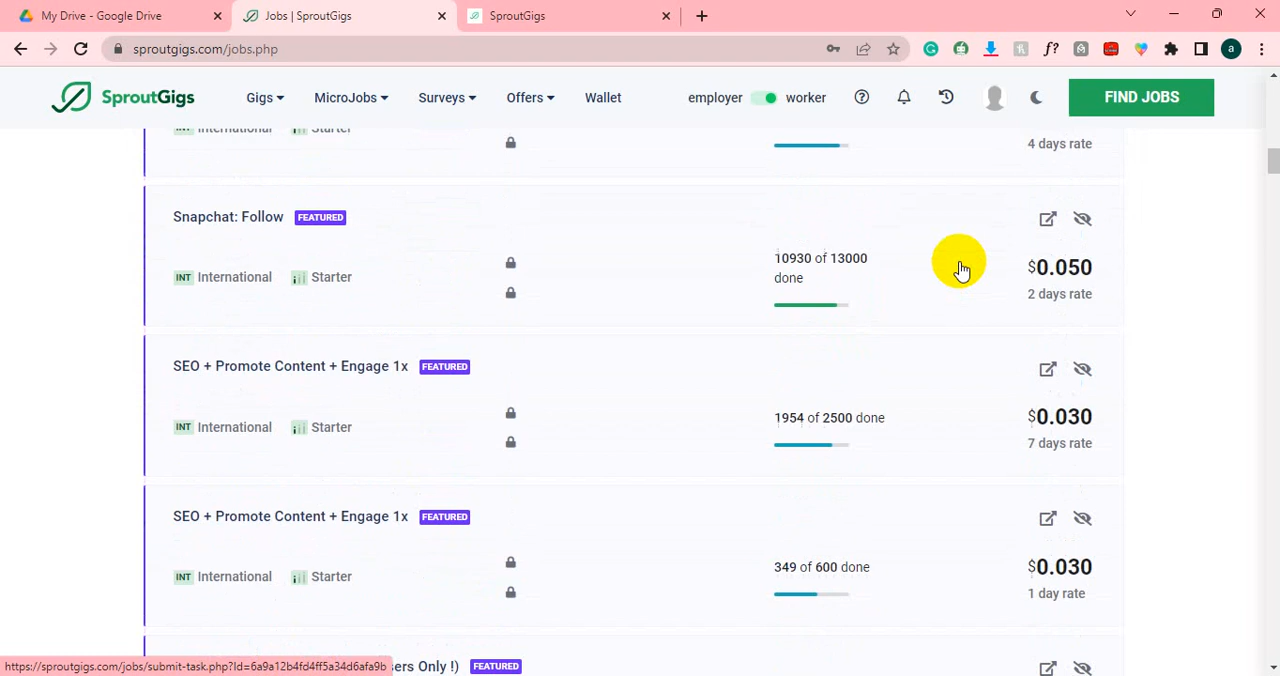 My Drive - Google Drive
Jobs | SproutGigs
SproutGigs
sproutgigs.com/jobs.php
a
SproutGigs
Gigs
MicroJobs
Surveys
Offers
Wallet
employer
worker
FIND JOBS
International
Starter
4 days rate
Snapchat: Follow
FEATURED
10930 of 13000
done
$0.050
INT International
Starter
2 days rate
SEO + Promote Content + Engage 1x
FEATURED
1954 of 2500 done
$0.030
INT International
Starter
7 days rate
SEO + Promote Content + Engage 1x
FEATURED
349 of 600 done
$0.030
INT International
Starter
1 day rate
https://sproutgigs.com/jobs/submit-task.php?Id=6a9a12b4fd4ff5a34d6afa9b
sers Only !)
FEATURED